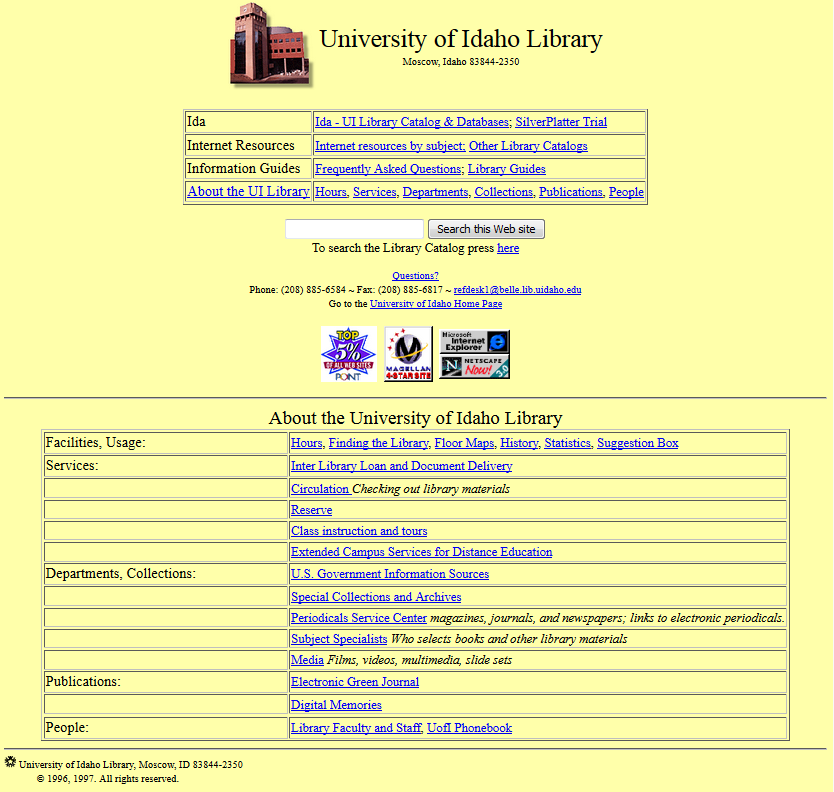 University of Idaho Library
Moscow, Idaho 83844-2350
Ida
Ida - UI Library Catalog & Databases; SilverPlatter Trial
Internet Resources
Internet resources by subject; Other Library Catalogs
Information Guides
Frequently Asked Questions; Library Guides
About the UI Library
Hours, Services, Departments, Collections, Publications, People
Search this Web site
To search the Library Catalog press here
Questions?
Phone: (208) 885-6584 ~ Fax: (208) 885-6817 ~ refdesk1@belle.lib.uidaho.edu
Go to the University of Idaho Home Page
TOP
5%
OF ALL WEB SITES
POINT
MAGELLAN
4-STAR SITE
Microsoft
Internet
Explorer
N NETSCAPE
Now! 3.0
About the University of Idaho Library
Facilities, Usage:
Hours, Finding the Library, Floor Maps, History, Statistics, Suggestion Box
Services:
Inter Library Loan and Document Delivery
Circulation Checking out library materials
Reserve
Class instruction and tours
Extended Campus Services for Distance Education
Departments, Collections:
U.S. Government Information Sources
Special Collections and Archives
Periodicals Service Center magazines, journals, and newspapers; links to electronic periodicals.
Subject Specialists Who selects books and other library materials
Media Films, videos, multimedia, slide sets
Publications:
Electronic Green Journal
Digital Memories
People:
Library Faculty and Staff, UofI Phonebook
University of Idaho Library, Moscow, ID 83844-2350
© 1996, 1997. All rights reserved.